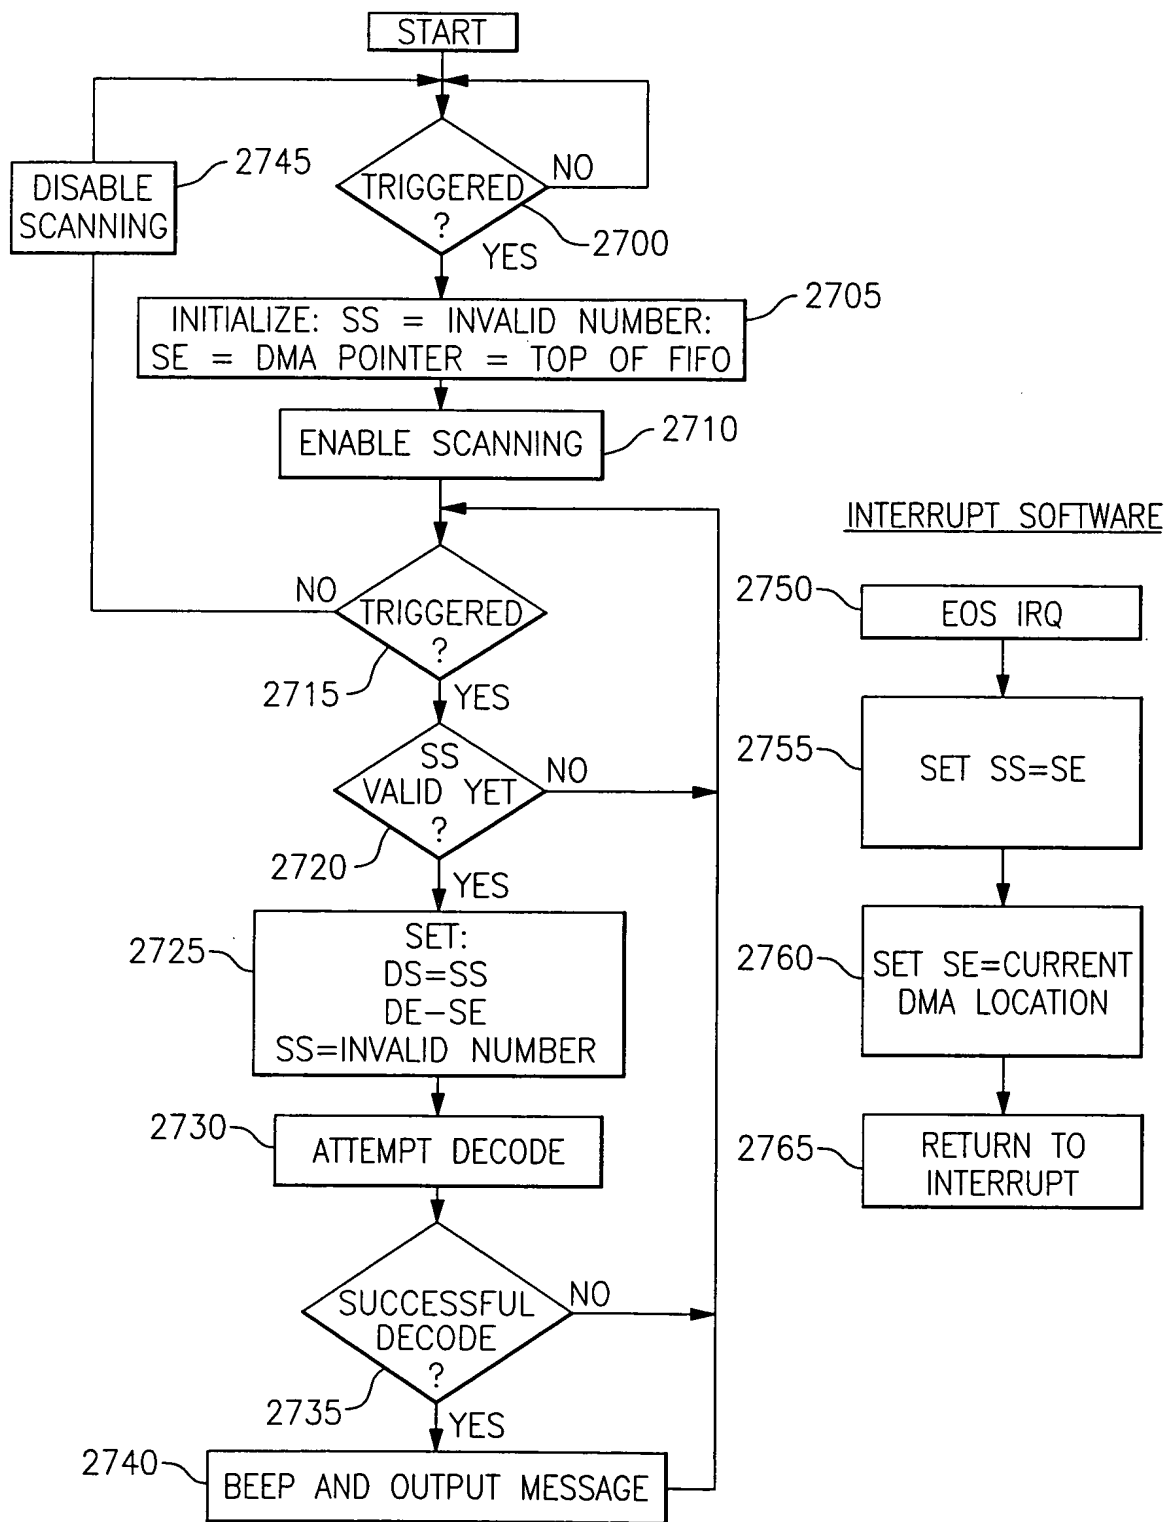 START
2745
DISABLE
SCANNING
TRIGGERED
?
NO
2700
YES
2705
INITIALIZE: SS = INVALID NUMBER:
SE = DMA POINTER = TOP OF FIFO
ENABLE SCANNING
2710
NO
TRIGGERED
?
2715
YES
SS
VALID YET
?
NO
2720
YES
2725
SET:
DS=SS
DE–SE
SS=INVALID NUMBER
2730
ATTEMPT DECODE
SUCCESSFUL
DECODE
?
NO
2735
YES
2740
BEEP AND OUTPUT MESSAGE
INTERRUPT SOFTWARE
2750
EOS IRQ
2755
SET SS=SE
2760
SET SE=CURRENT
DMA LOCATION
2765
RETURN TO
INTERRUPT